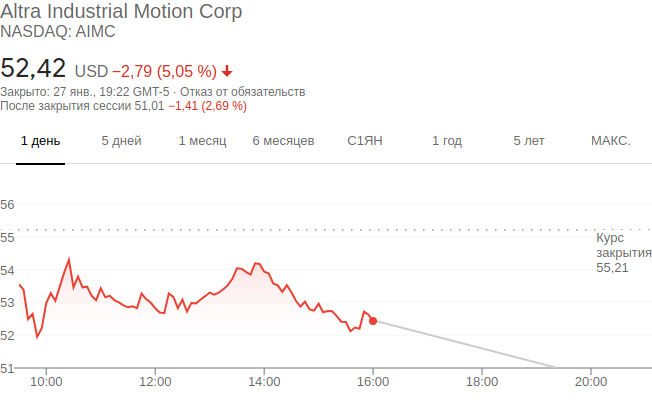 Altra Industrial Motion Corp
NASDAQ: AIMC
52,42 USD −2,79 (5,05 %)
Закрыто: 27 янв., 19:22 GMT-5 · Отказ от обязательств
После закрытия сессии 51,01 −1,41 (2,69 %)
1 день 5 дней 1 месяц 6 месяцев С1ЯН 1 год 5 лет МАКС.
56
55
54
53
52
51
Курс
закрытия
55,21
10:00 12:00 14:00 16:00 18:00 20:00